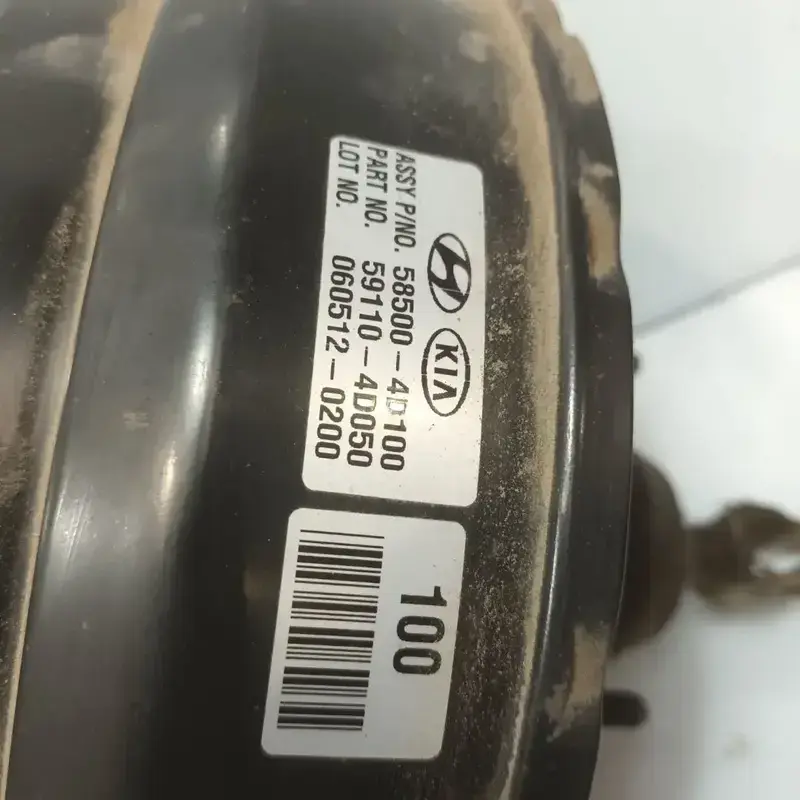 KIA
ASSY P/NO. 58500-4D100
PART NO. 59110-4D050
LOT NO. 060512-0200
100